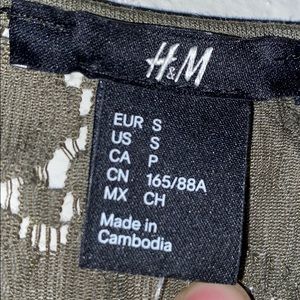 H&M
EUR S
US S
CA P
CN 165/88A
MX CH
Made in
Cambodia